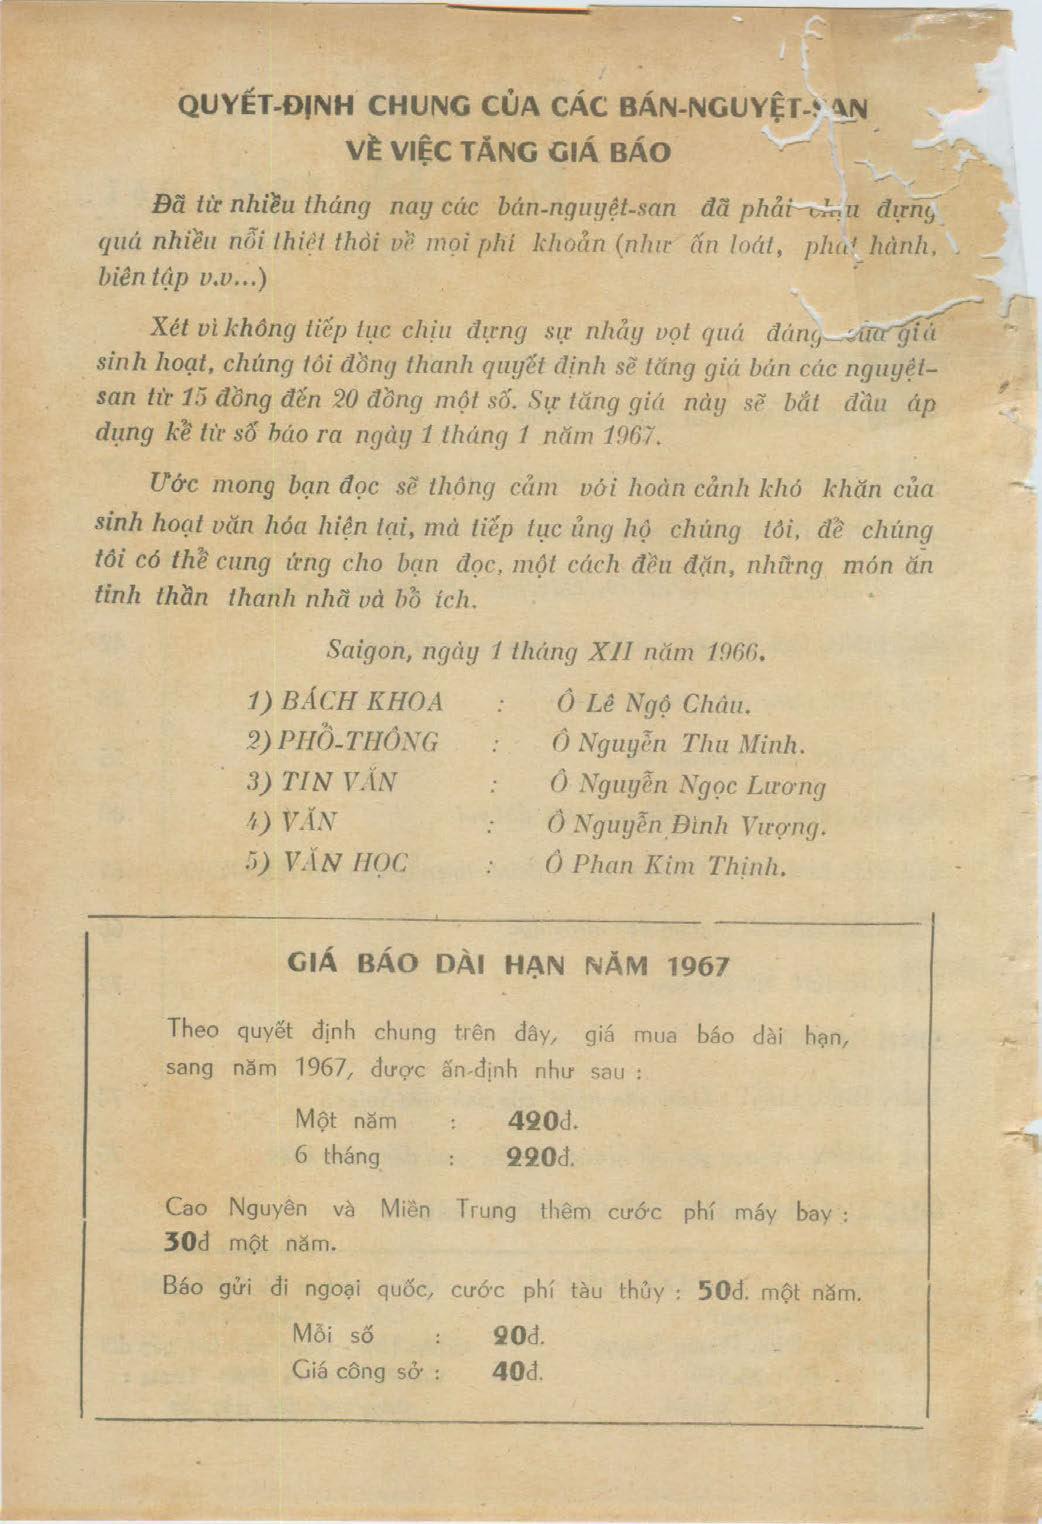 QUYẾT-ĐỊNH CHUNG CỦA CÁC BÁN-NGUYỆT-SAN
VỀ VIỆC TĂNG GIÁ BÁO
Đã từ nhiều tháng nay các bán-nguyệt-san đã phải chịu đựng
quá nhiều nỗi thiệt thòi về mọi phí khoản (như ấn loát, phát hành,
biên tập v.v...)
Xét vì không tiếp tục chịu đựng sự nhảy vọt quá đáng của giá
sinh hoạt, chúng tôi đồng thanh quyết định sẽ tăng giá bán các nguyệt-
san từ 15 đồng đến 20 đồng một số. Sự tăng giá này sẽ bắt đầu áp
dụng kể từ số báo ra ngày 1 tháng 1 năm 1967.
Ước mong bạn đọc sẽ thông cảm với hoàn cảnh khó khăn của
sinh hoạt văn hóa hiện tại, mà tiếp tục ủng hộ chúng tôi, để chúng
tôi có thể cung ứng cho bạn đọc, một cách đều đặn, những món ăn
tinh thần thanh nhã và bổ ích.
Saigon, ngày 1 tháng XII năm 1966.
1) BÁCH KHOA : Ô Lê Ngộ Châu.
2) PHỔ-THÔNG : Ô Nguyễn Thu Minh.
3) TIN VĂN : Ô Nguyễn Ngọc Lương
4) VĂN : Ô Nguyễn Đình Vượng.
5) VĂN HỌC : Ô Phan Kim Thịnh.
GIÁ BÁO DÀI HẠN NĂM 1967
Theo quyết định chung trên đây, giá mua báo dài hạn,
sang năm 1967, được ấn-định như sau :
Một năm : 420đ.
6 tháng : 220đ.
Cao Nguyên và Miền Trung thêm cước phí máy bay :
30đ một năm.
Báo gửi đi ngoại quốc, cước phí tàu thủy : 50đ. một năm.
Mỗi số : 20đ.
Giá công sở : 40đ.